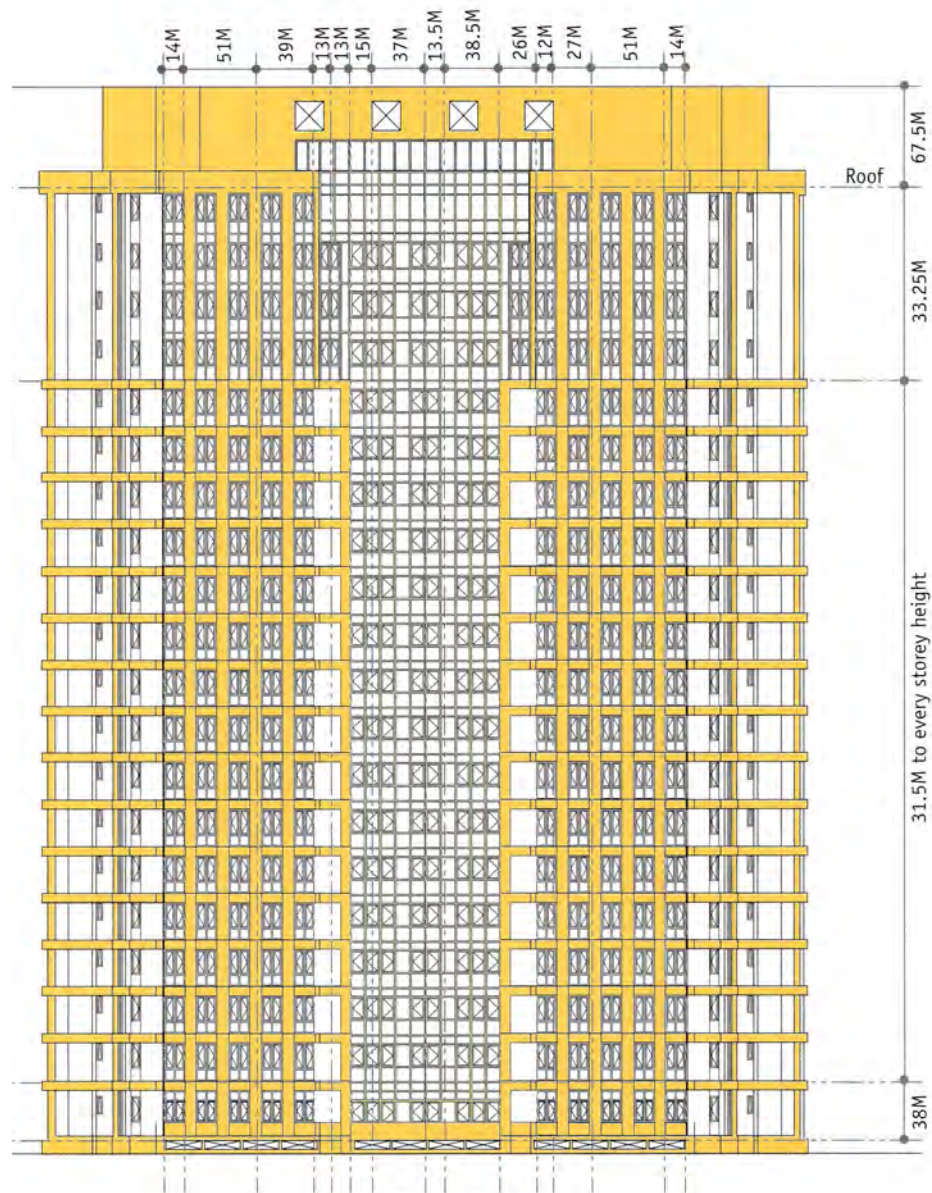 14M 51M 39M 13M 13M 15M 37M 13.5M 38.5M 26M 12M 27M 51M 14M
67.5M
Roof
33.25M
31.5M to every storey height
38M